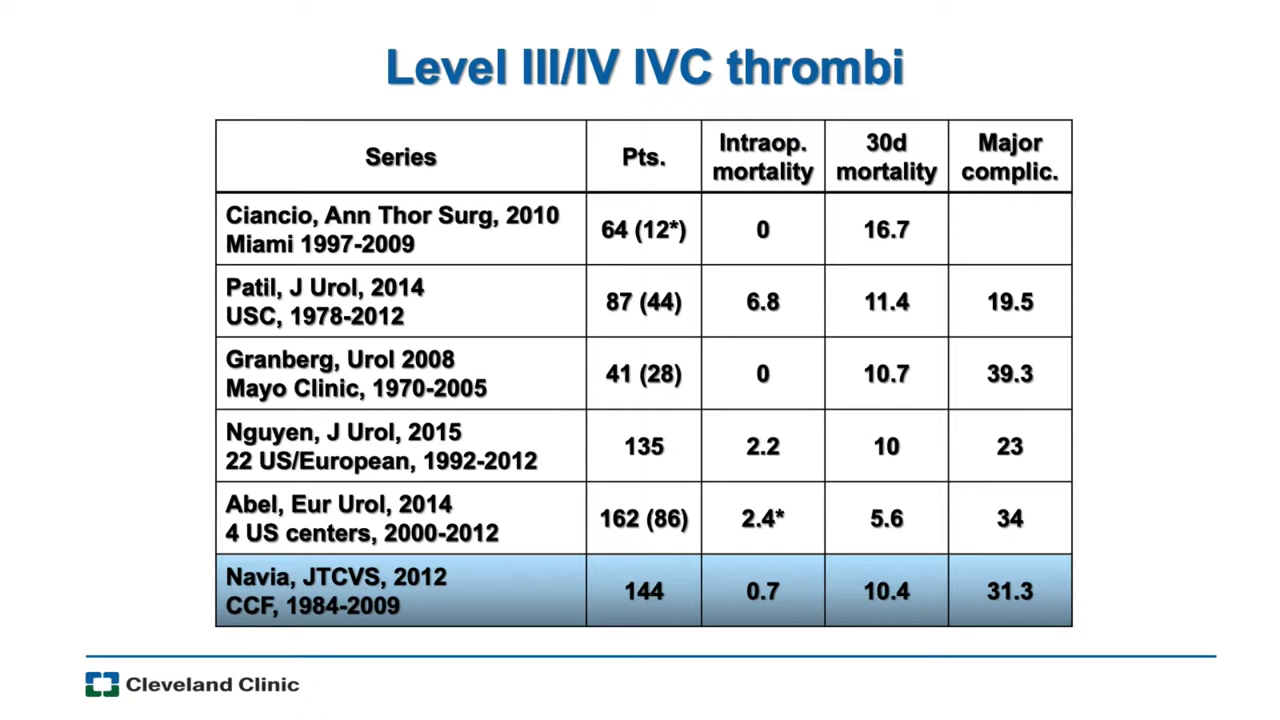 Level III/IV IVC thrombi
Series Pts. Intraop. mortality 30d mortality Major complic.
Ciancio, Ann Thor Surg, 2010
Miami 1997-2009
64 (12*) 0 16.7
Patil, J Urol, 2014
USC, 1978-2012
87 (44) 6.8 11.4 19.5
Granberg, Urol 2008
Mayo Clinic, 1970-2005
41 (28) 0 10.7 39.3
Nguyen, J Urol, 2015
22 US/European, 1992-2012
135 2.2 10 23
Abel, Eur Urol, 2014
4 US centers, 2000-2012
162 (86) 2.4* 5.6 34
Navia, JTCVS, 2012
CCF, 1984-2009
144 0.7 10.4 31.3
Cleveland Clinic